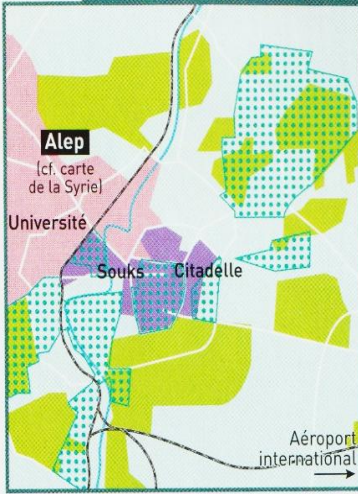 Alep
(cf. carte
de la Syrie)
Université
Souks
Citadelle
Aéroport
international